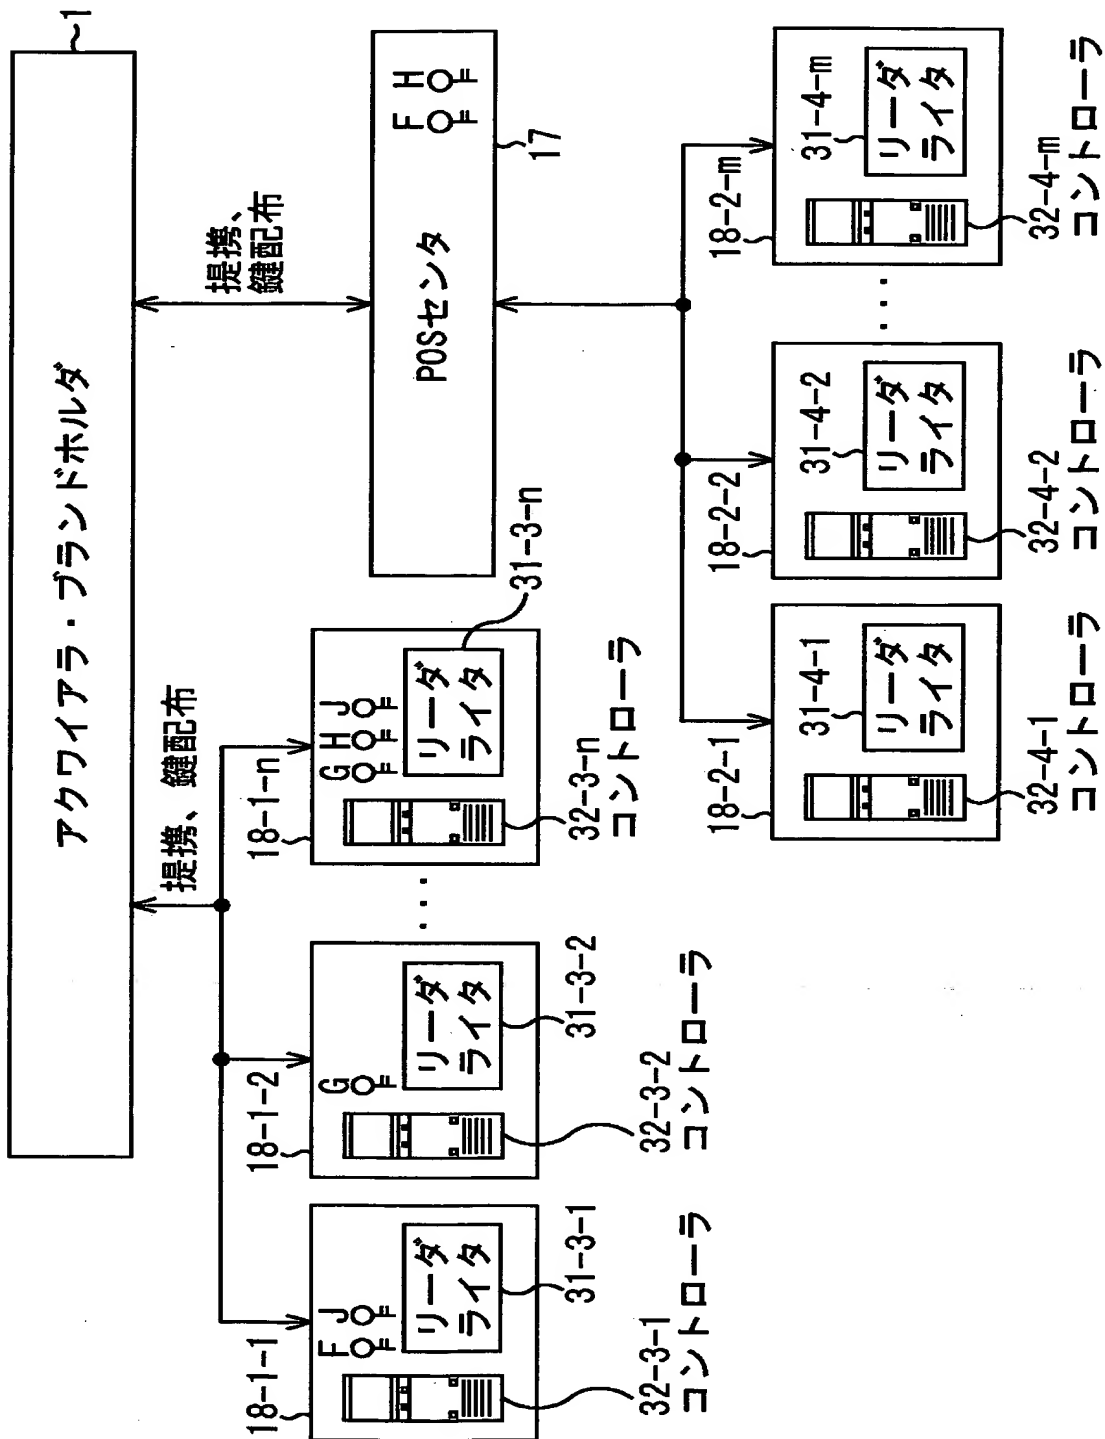 アクワイアラ・ブランドホルダ
~1
提携、鍵配布
提携、
鍵配布
POSセンタ
F H
17
18-1-1
F J
リーダ
ライタ
31-3-1
32-3-1
コントローラ
18-1-2
G
リーダ
ライタ
31-3-2
32-3-2
コントローラ
...
18-1-n
G H J
リーダ
ライタ
31-3-n
32-3-n
コントローラ
18-2-1
31-4-1
リーダ
ライタ
32-4-1
コントローラ
18-2-2
31-4-2
リーダ
ライタ
32-4-2
コントローラ
....
18-2-m
31-4-m
リーダ
ライタ
32-4-m
コントローラ